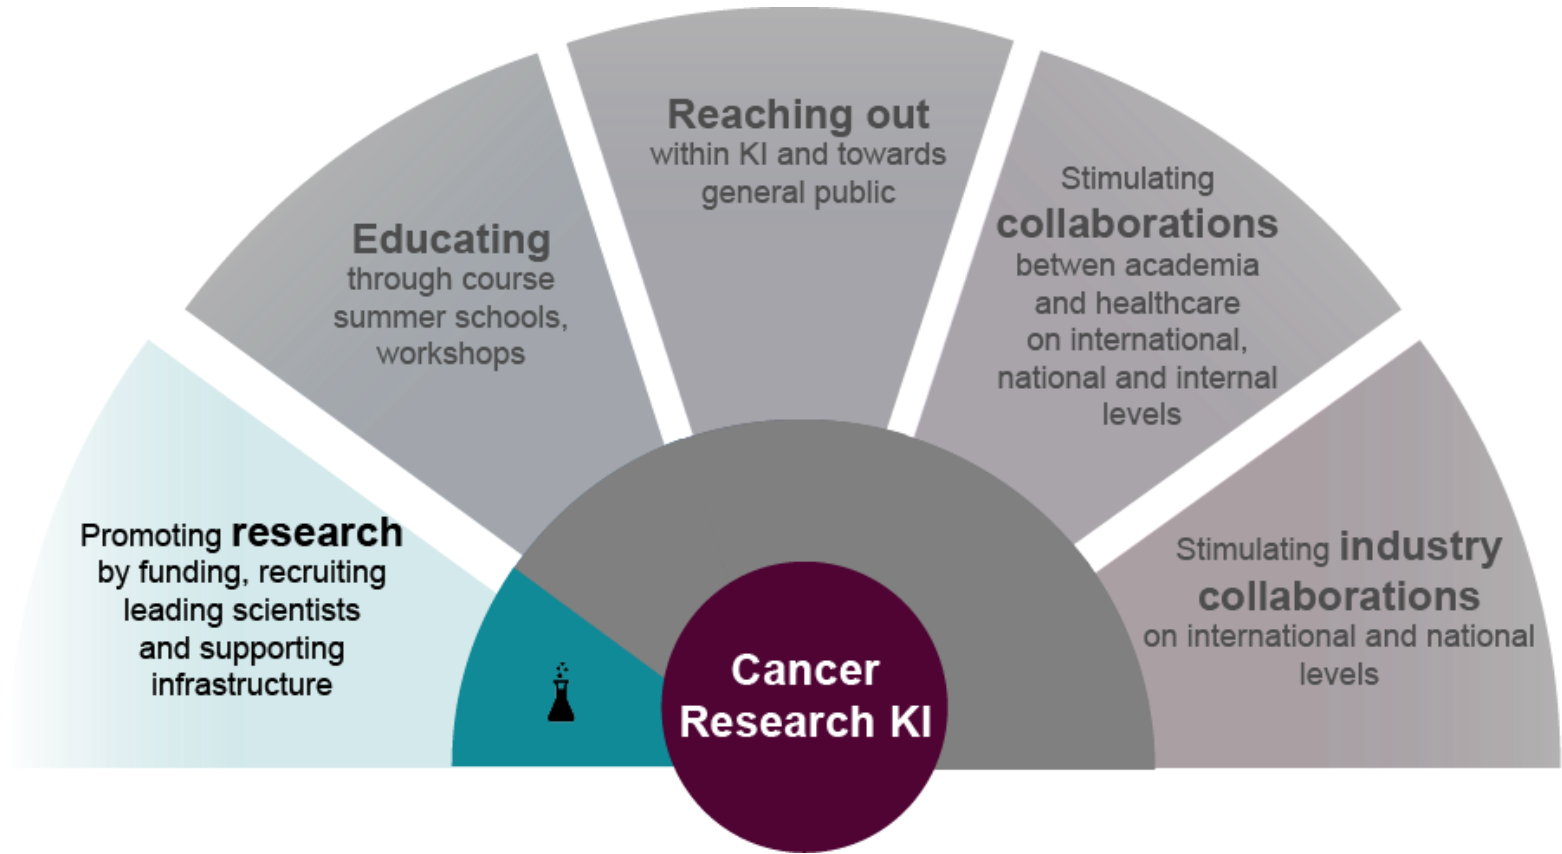 Promoting research
by funding, recruiting
leading scientists
and supporting
infrastructure
Educating
through course
summer schools,
workshops
Reaching out
within KI and towards
general public
Stimulating
collaborations
betwen academia
and healthcare
on international,
national and internal
levels
Stimulating industry
collaborations
on international and national
levels
Cancer
Research KI